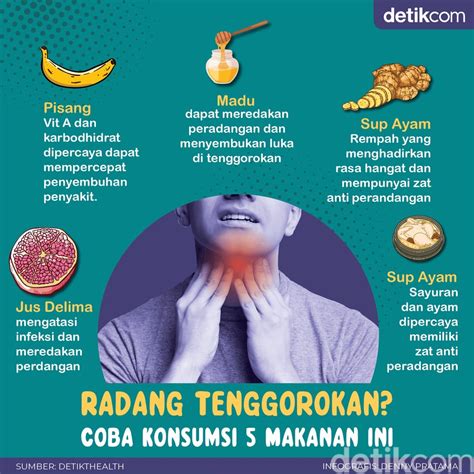 detikcom
Pisang
Vit A dan
karbodhidrat
dipercaya dapat
mempercepat
penyembuhan
penyakit.
Madu
dapat meredakan
peradangan dan
menyembukan luka
di tenggorokan
Sup Ayam
Rempah yang
menghadirkan
rasa hangat dan
mempunyai zat
anti perandangan
Jus Delima
mengatasi
infeksi dan
meredakan
perdangan
Sup Ayam
Sayuran
dan ayam
dipercaya
memiliki
zat anti
peradangan
RADANG TENGGOROKAN?
COBA KONSUMSI 5 MAKANAN INI
detikcom
SUMBER: DETIKTHEALTH
INFOGRAFIS: DENNY PRATAMA